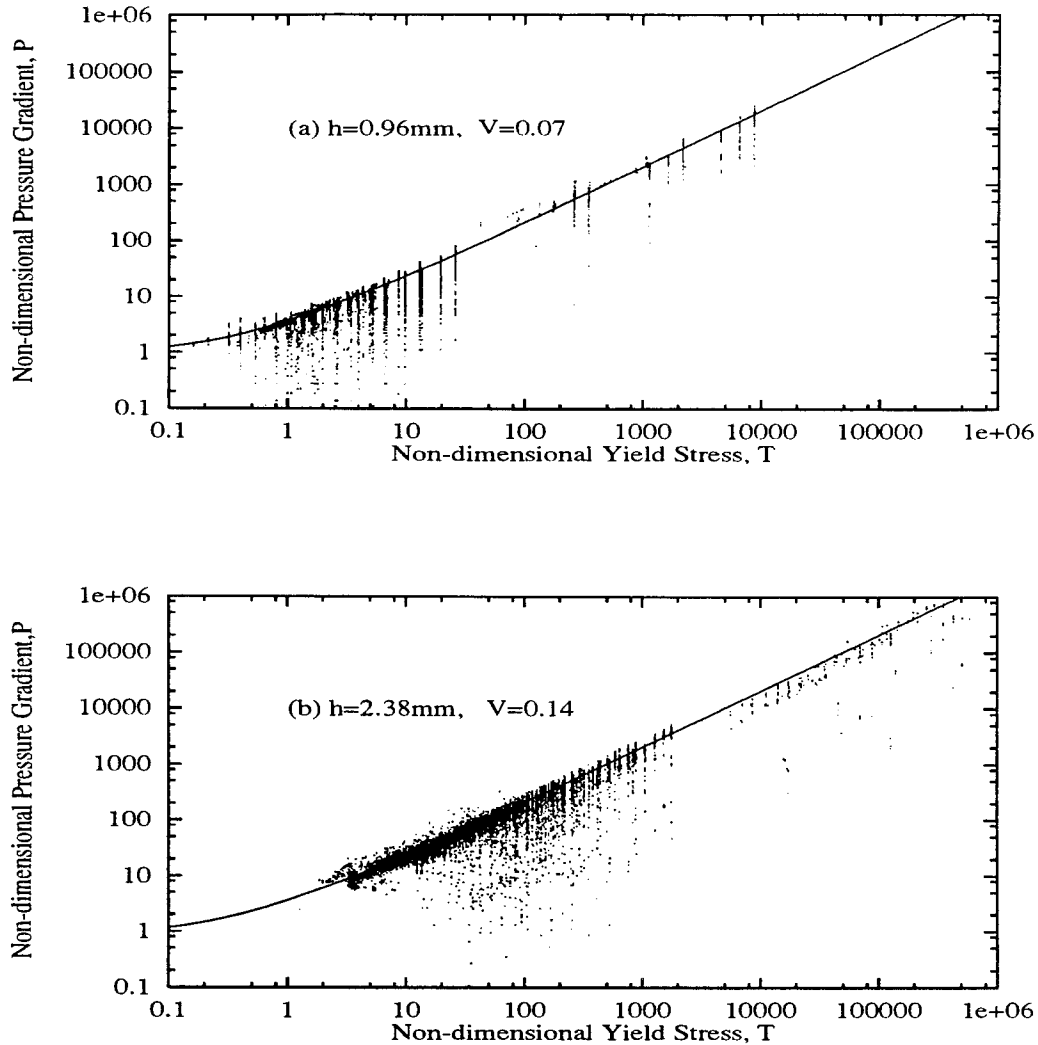 1e+06
100000
10000
1000
100
10
1
0.1
Non-dimensional Pressure Gradient, P
(a) h=0.96mm, V=0.07
0.1 1 10 100 1000 10000 100000 1e+06
Non-dimensional Yield Stress, T
1e+06
100000
10000
1000
100
10
1
0.1
Non-dimensional Pressure Gradient,P
(b) h=2.38mm, V=0.14
0.1 1 10 100 1000 10000 100000 1e+06
Non-dimensional Yield Stress, T